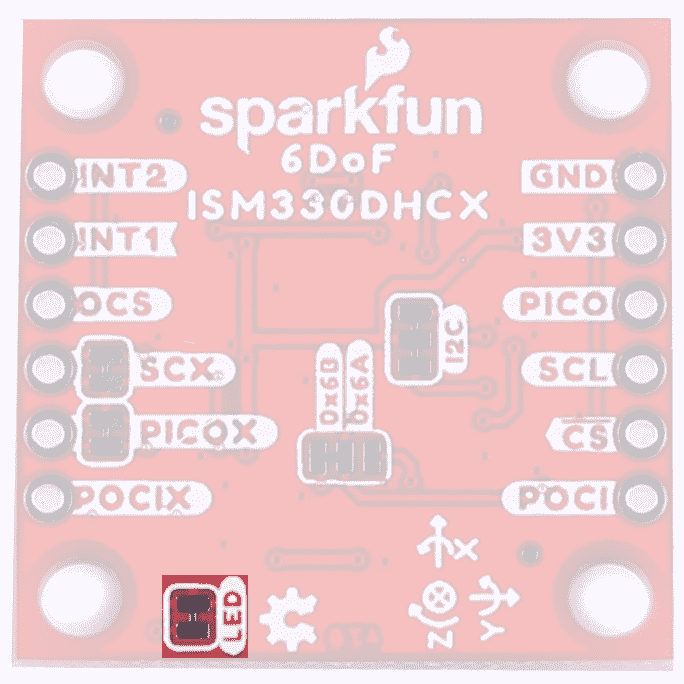 sparkfun
6DoF
ISM330DHCX
INT2
GND
INT1
3V3
OCS
PICO
I2C
SCX
SCL
0x6B
0x6A
PICOX
CS
POCIX
POCI
X
LED
Z
Y